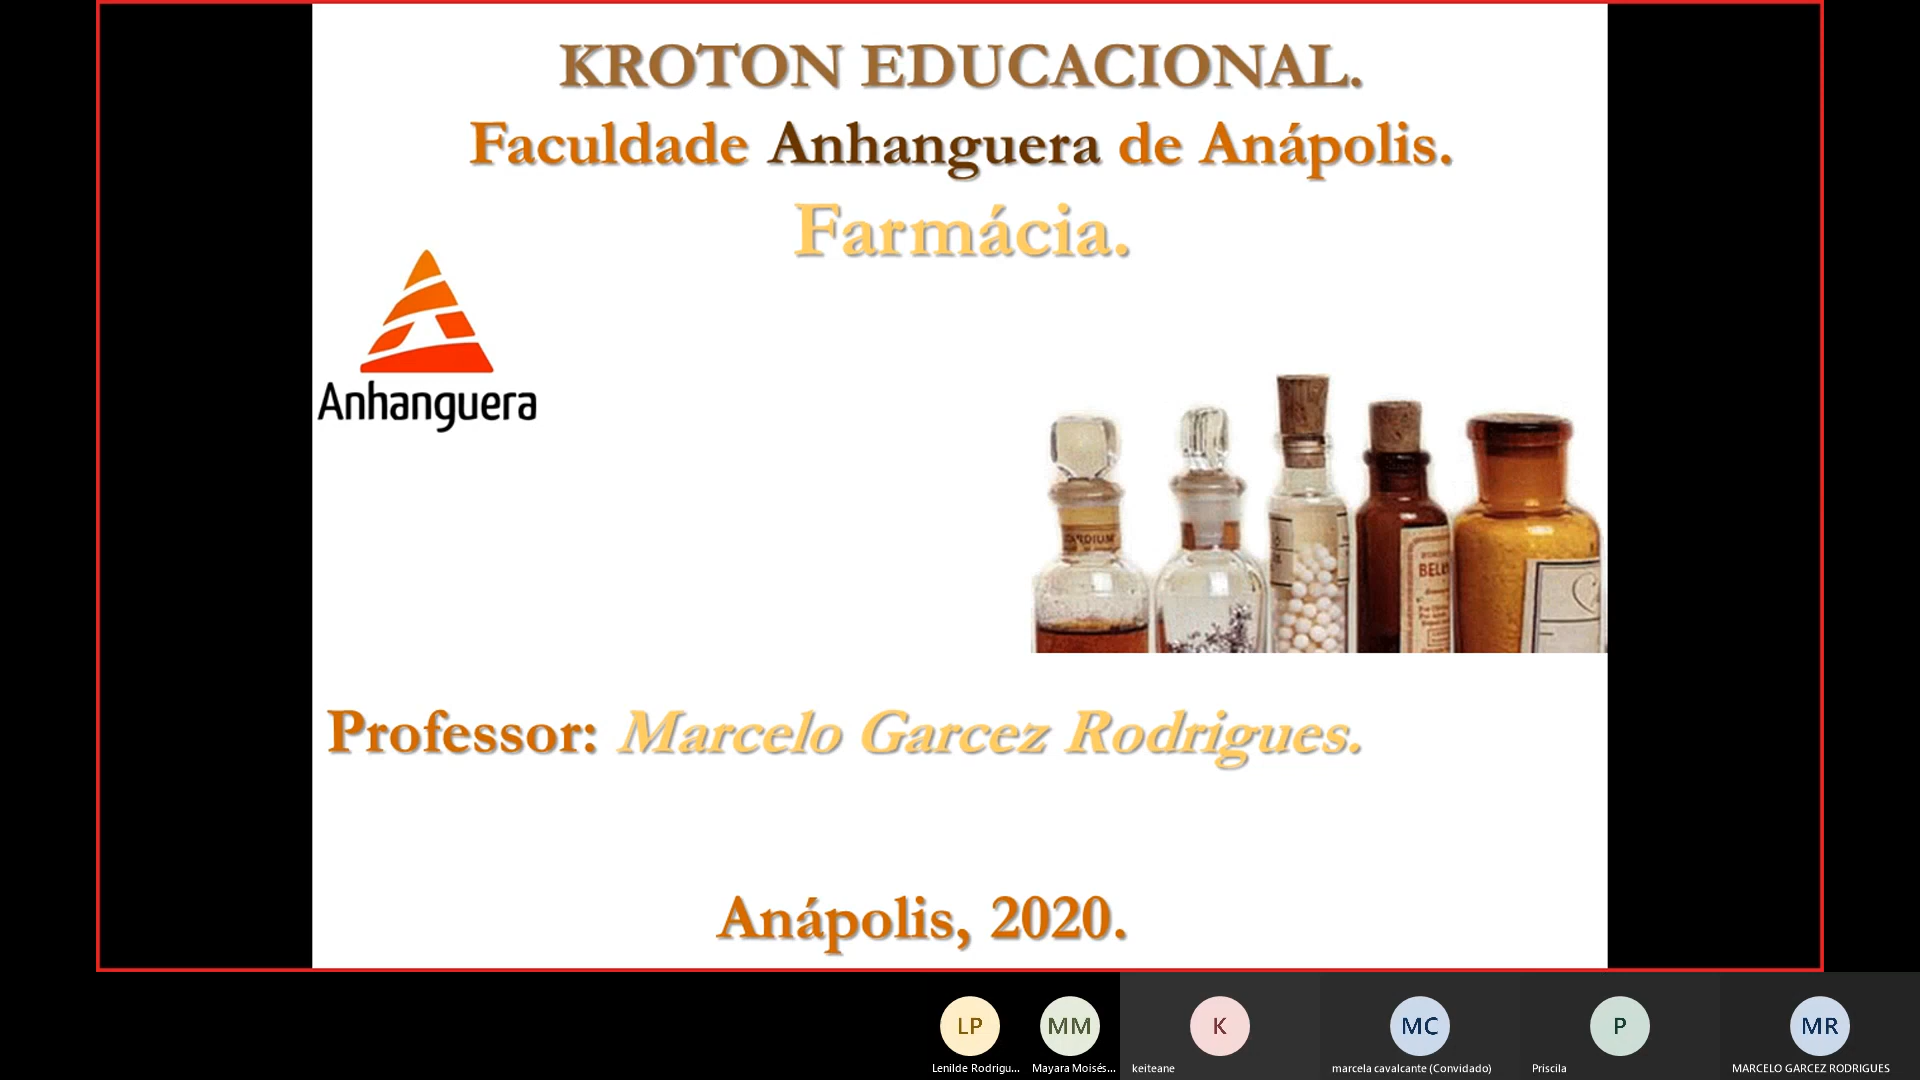 KROTON EDUCACIONAL.
Faculdade Anhanguera de Anápolis.
Farmácia.
Anhanguera
Professor: Marcelo Garcez Rodrigues.
Anápolis, 2020.
LP
MM
K
MC
P
MR
Lenilde Rodrigu...
Mayara Moisés...
keiteane
marcela cavalcante (Convidado)
Priscila
MARCELO GARCEZ RODRIGUES